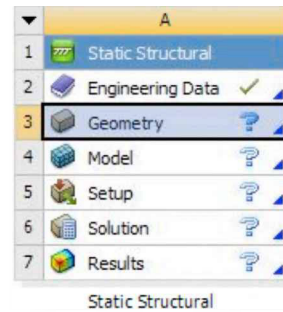 A
1 Static Structural
2 Engineering Data
3 Geometry
4 Model
5 Setup
6 Solution
7 Results
Static Structural